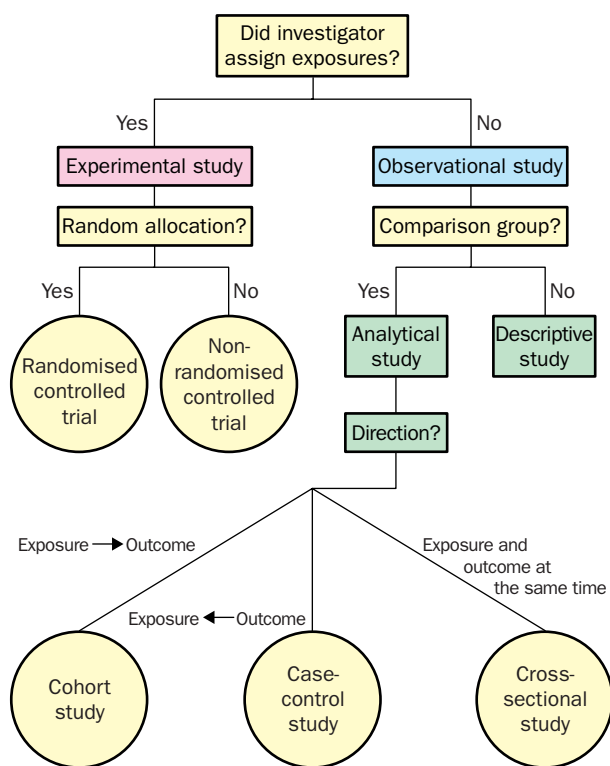 Did investigator
assign exposures?
Yes
No
Experimental study
Observational study
Random allocation?
Comparison group?
Yes
No
Yes
No
Randomised
controlled
trial
Non-
randomised
controlled
trial
Analytical
study
Descriptive
study
Direction?
Exposure → Outcome
Exposure and
outcome at
the same time
Exposure ← Outcome
Cohort
study
Case-
control
study
Cross-
sectional
study